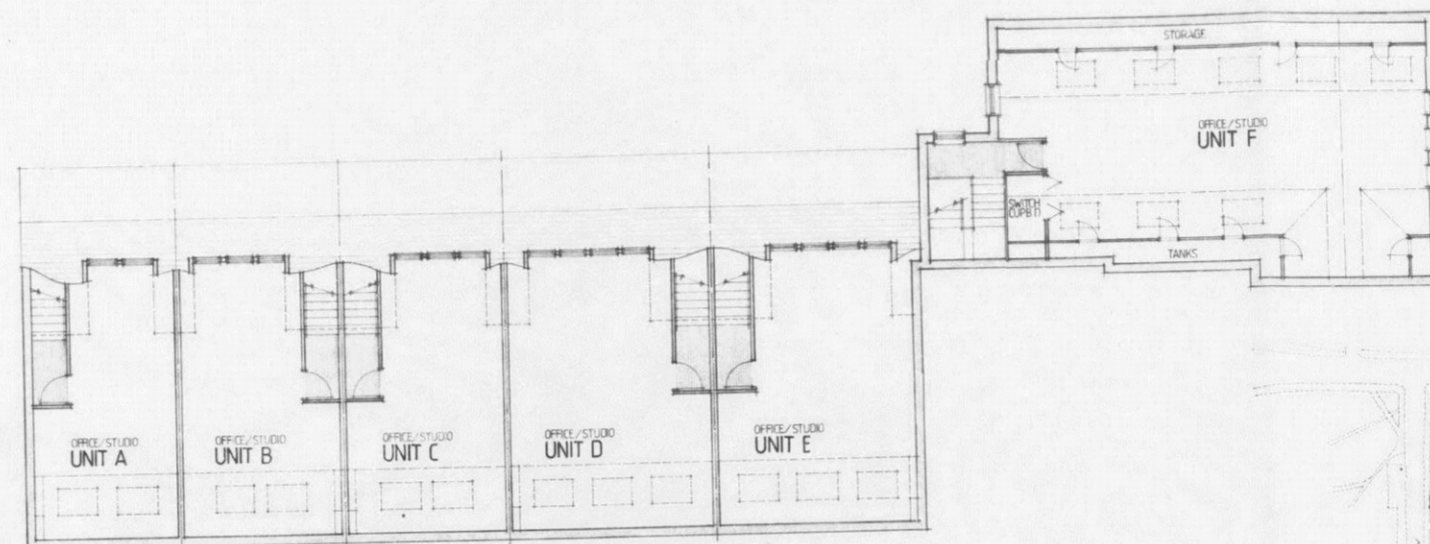 STORAGE
OFFICE/STUDIO
UNIT F
SWITCH
CUPB'D
TANKS
OFFICE/STUDIO
UNIT A
OFFICE/STUDIO
UNIT B
OFFICE/STUDIO
UNIT C
OFFICE/STUDIO
UNIT D
OFFICE/STUDIO
UNIT E